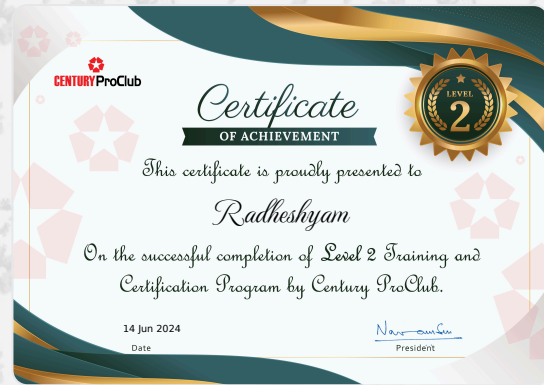 CENTURY ProClub
LEVEL
2
Certificate
OF ACHIEVEMENT
This certificate is proudly presented to
Radheshyam
On the successful completion of Level 2 Training and
Certification Program by Century ProClub.
14 Jun 2024
Date
President